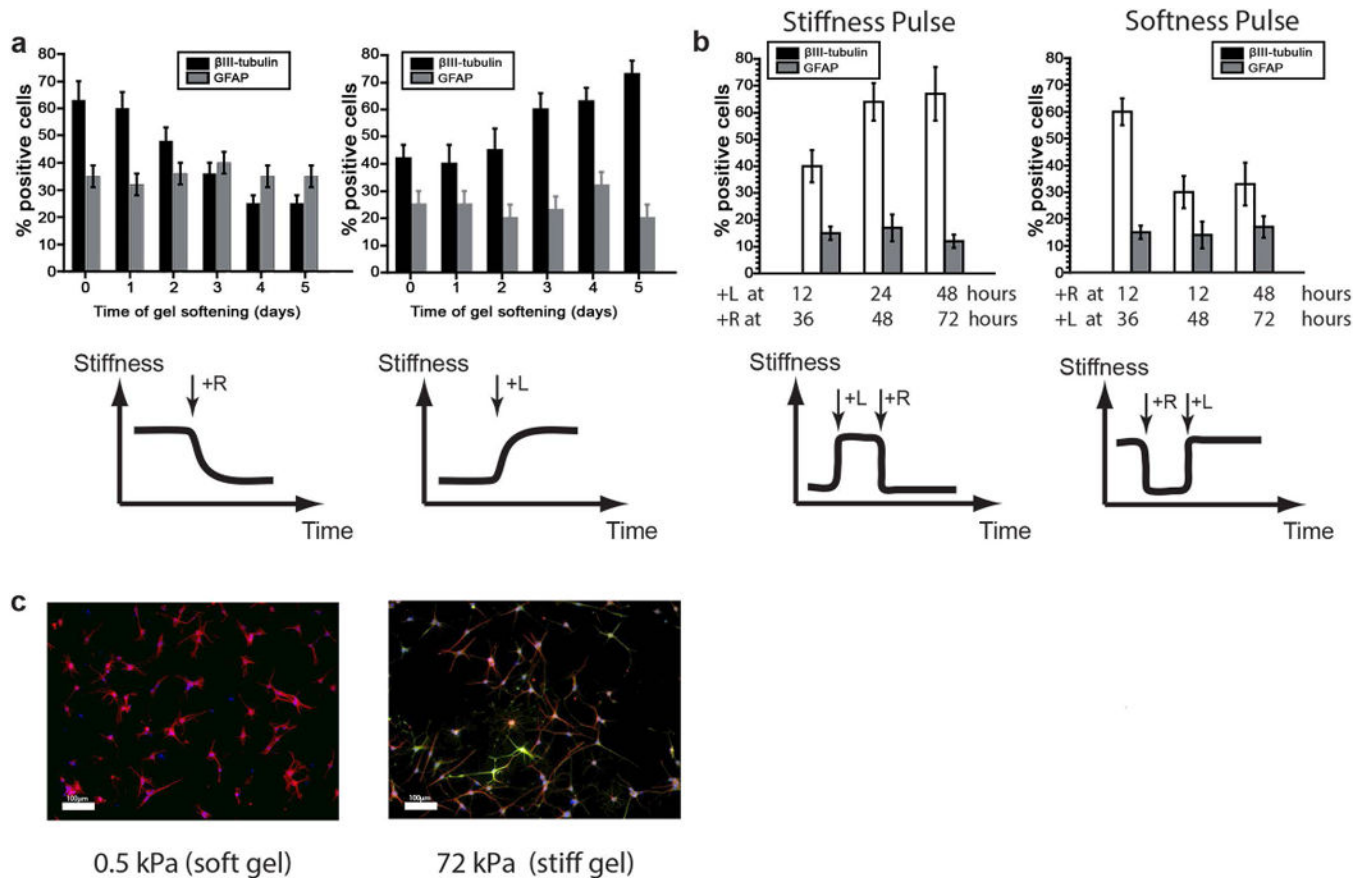 a
βIII-tubulin
GFAP
% positive cells
80
70
60
50
40
30
20
10
0
0 1 2 3 4 5
Time of gel softening (days)
βIII-tubulin
GFAP
% positive cells
80
70
60
50
40
30
20
10
0
0 1 2 3 4 5
Time of gel softening (days)
Stiffness
+R
Time
Stiffness
+L
Time
b
Stiffness Pulse
βIII-tubulin
GFAP
% positive cells
80
70
60
50
40
30
20
10
0
+L at 12 24 48 hours
+R at 36 48 72 hours
Softness Pulse
βIII-tubulin
GFAP
% positive cells
80
70
60
50
40
30
20
10
0
+R at 12 12 48 hours
+L at 36 48 72 hours
Stiffness
+L +R
Time
Stiffness
+R +L
Time
c
100µm
0.5 kPa (soft gel)
100µm
72 kPa (stiff gel)